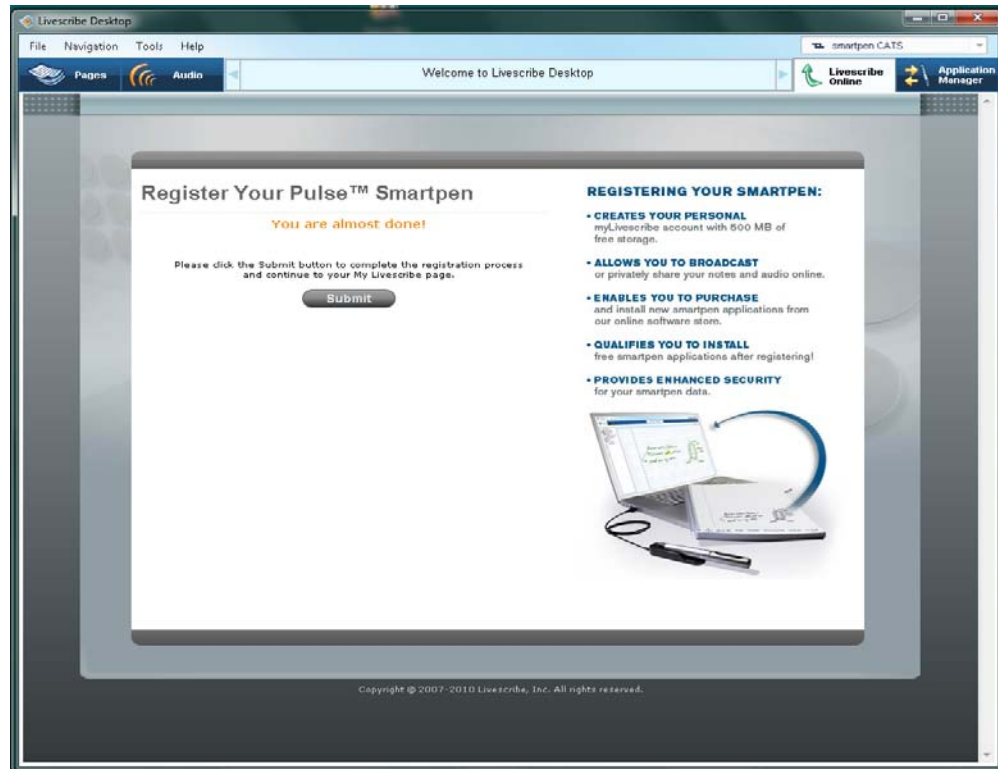 Livescribe Desktop
File Navigation Tools Help
smartpen CATS
Pages
Audio
Welcome to Livescribe Desktop
Livescribe
Online
Application
Manager
Register Your Pulse™ Smartpen
You are almost done!
Please click the Submit button to complete the registration process
and continue to your My Livescribe page.
Submit
REGISTERING YOUR SMARTPEN:
• CREATES YOUR PERSONAL
myLivescribe account with 500 MB of
free storage.
• ALLOWS YOU TO BROADCAST
or privately share your notes and audio online.
• ENABLES YOU TO PURCHASE
and install new smartpen applications from
our online software store.
• QUALIFIES YOU TO INSTALL
free smartpen applications after registering!
• PROVIDES ENHANCED SECURITY
for your smartpen data.
Copyright © 2007-2010 Livescribe, Inc. All rights reserved.